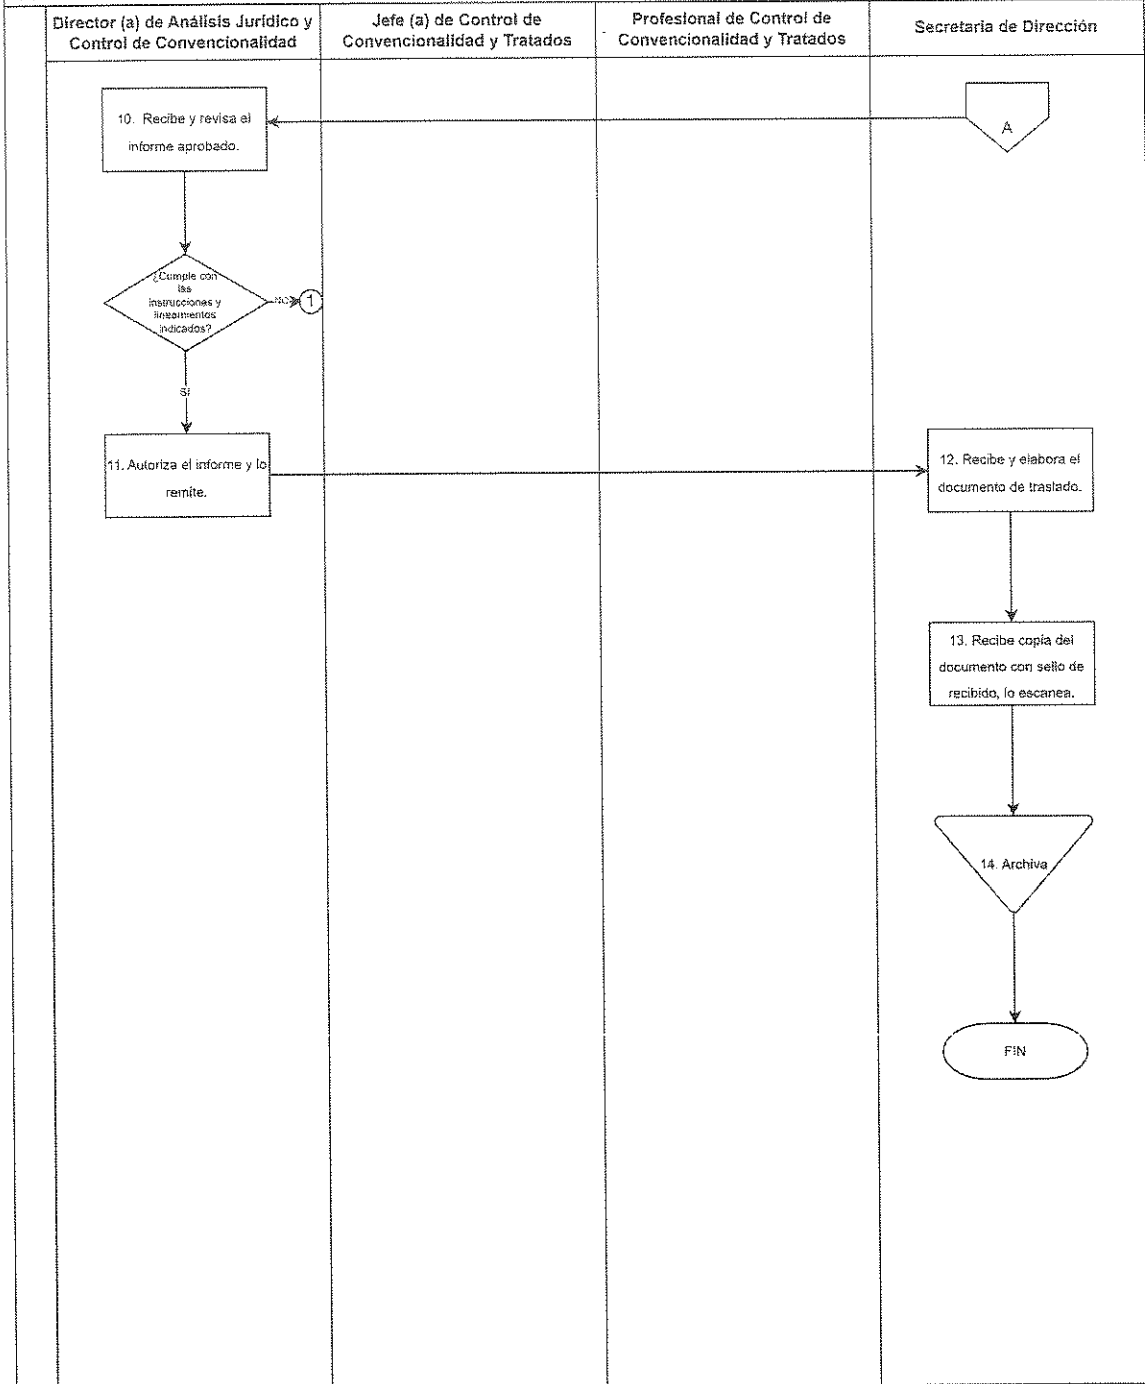 Director (a) de Análisis Jurídico y
Control de Convencionalidad
Jefe (a) de Control de
Convencionalidad y Tratados
Profesional de Control de
Convencionalidad y Tratados
Secretaria de Dirección
10. Recibe y revisa el
informe aprobado.
A
¿Cumple con
las
instrucciones y
lineamientos
indicados?
NO
1
SI
11. Autoriza el informe y lo
remite.
12. Recibe y elabora el
documento de traslado.
13. Recibe copia del
documento con sello de
recibido, lo escanea.
14. Archiva
FIN